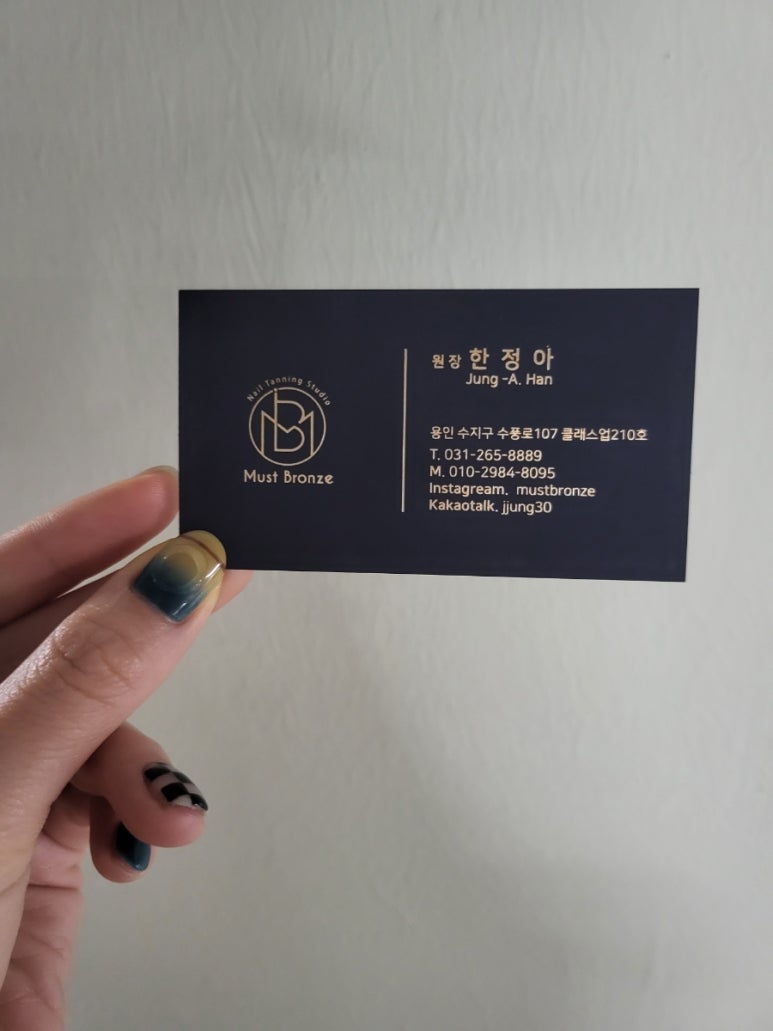 Nail Tanning Studio
BM
Must Bronze
원장 한정아
Jung -A. Han
용인 수지구 수풍로107 클래스업210호
T. 031-265-8889
M. 010-2984-8095
Instagream. mustbronze
Kakaotalk. jjung30